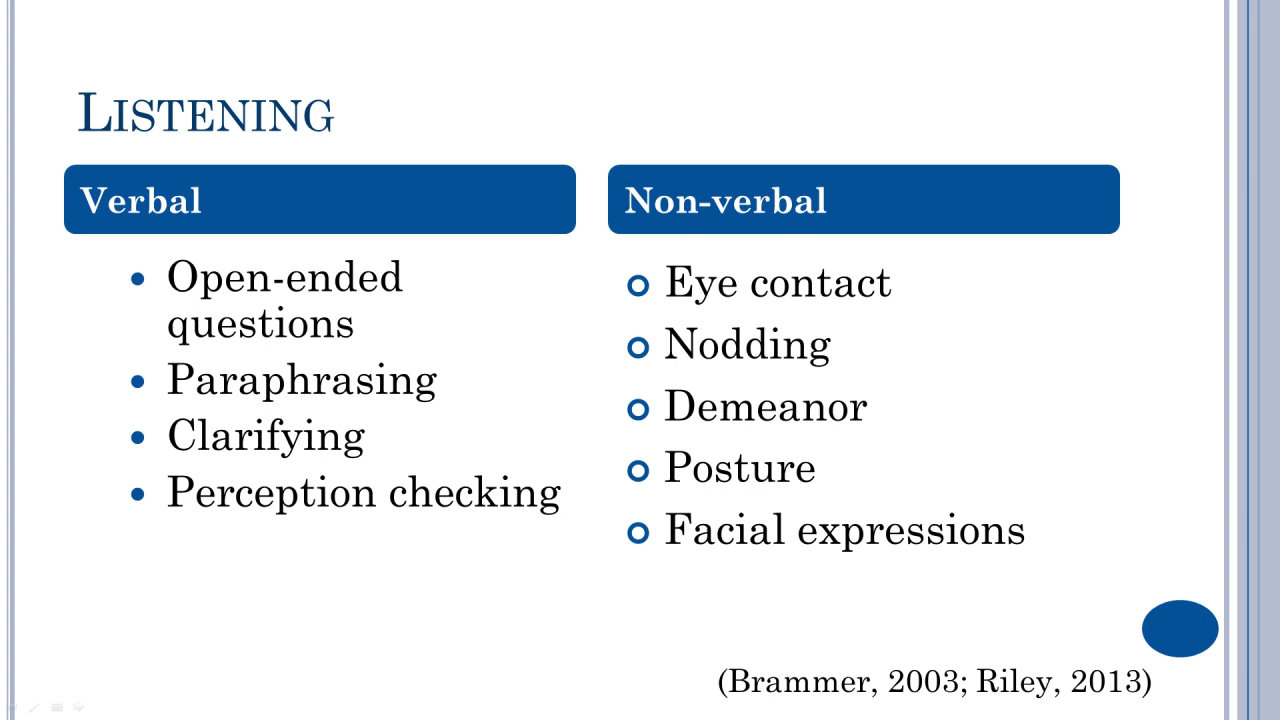 LISTENING
Verbal
Open-ended
questions
Paraphrasing
Clarifying
Perception checking
Non-verbal
Eye contact
Nodding
Demeanor
Posture
Facial expressions
(Brammer, 2003; Riley, 2013)